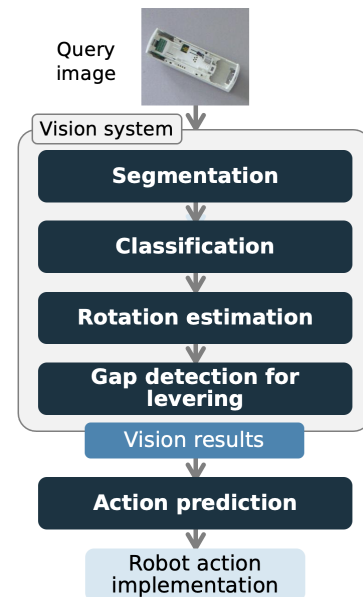 Query
image
Vision system
Segmentation
Classification
Rotation estimation
Gap detection for
levering
Vision results
Action prediction
Robot action
implementation